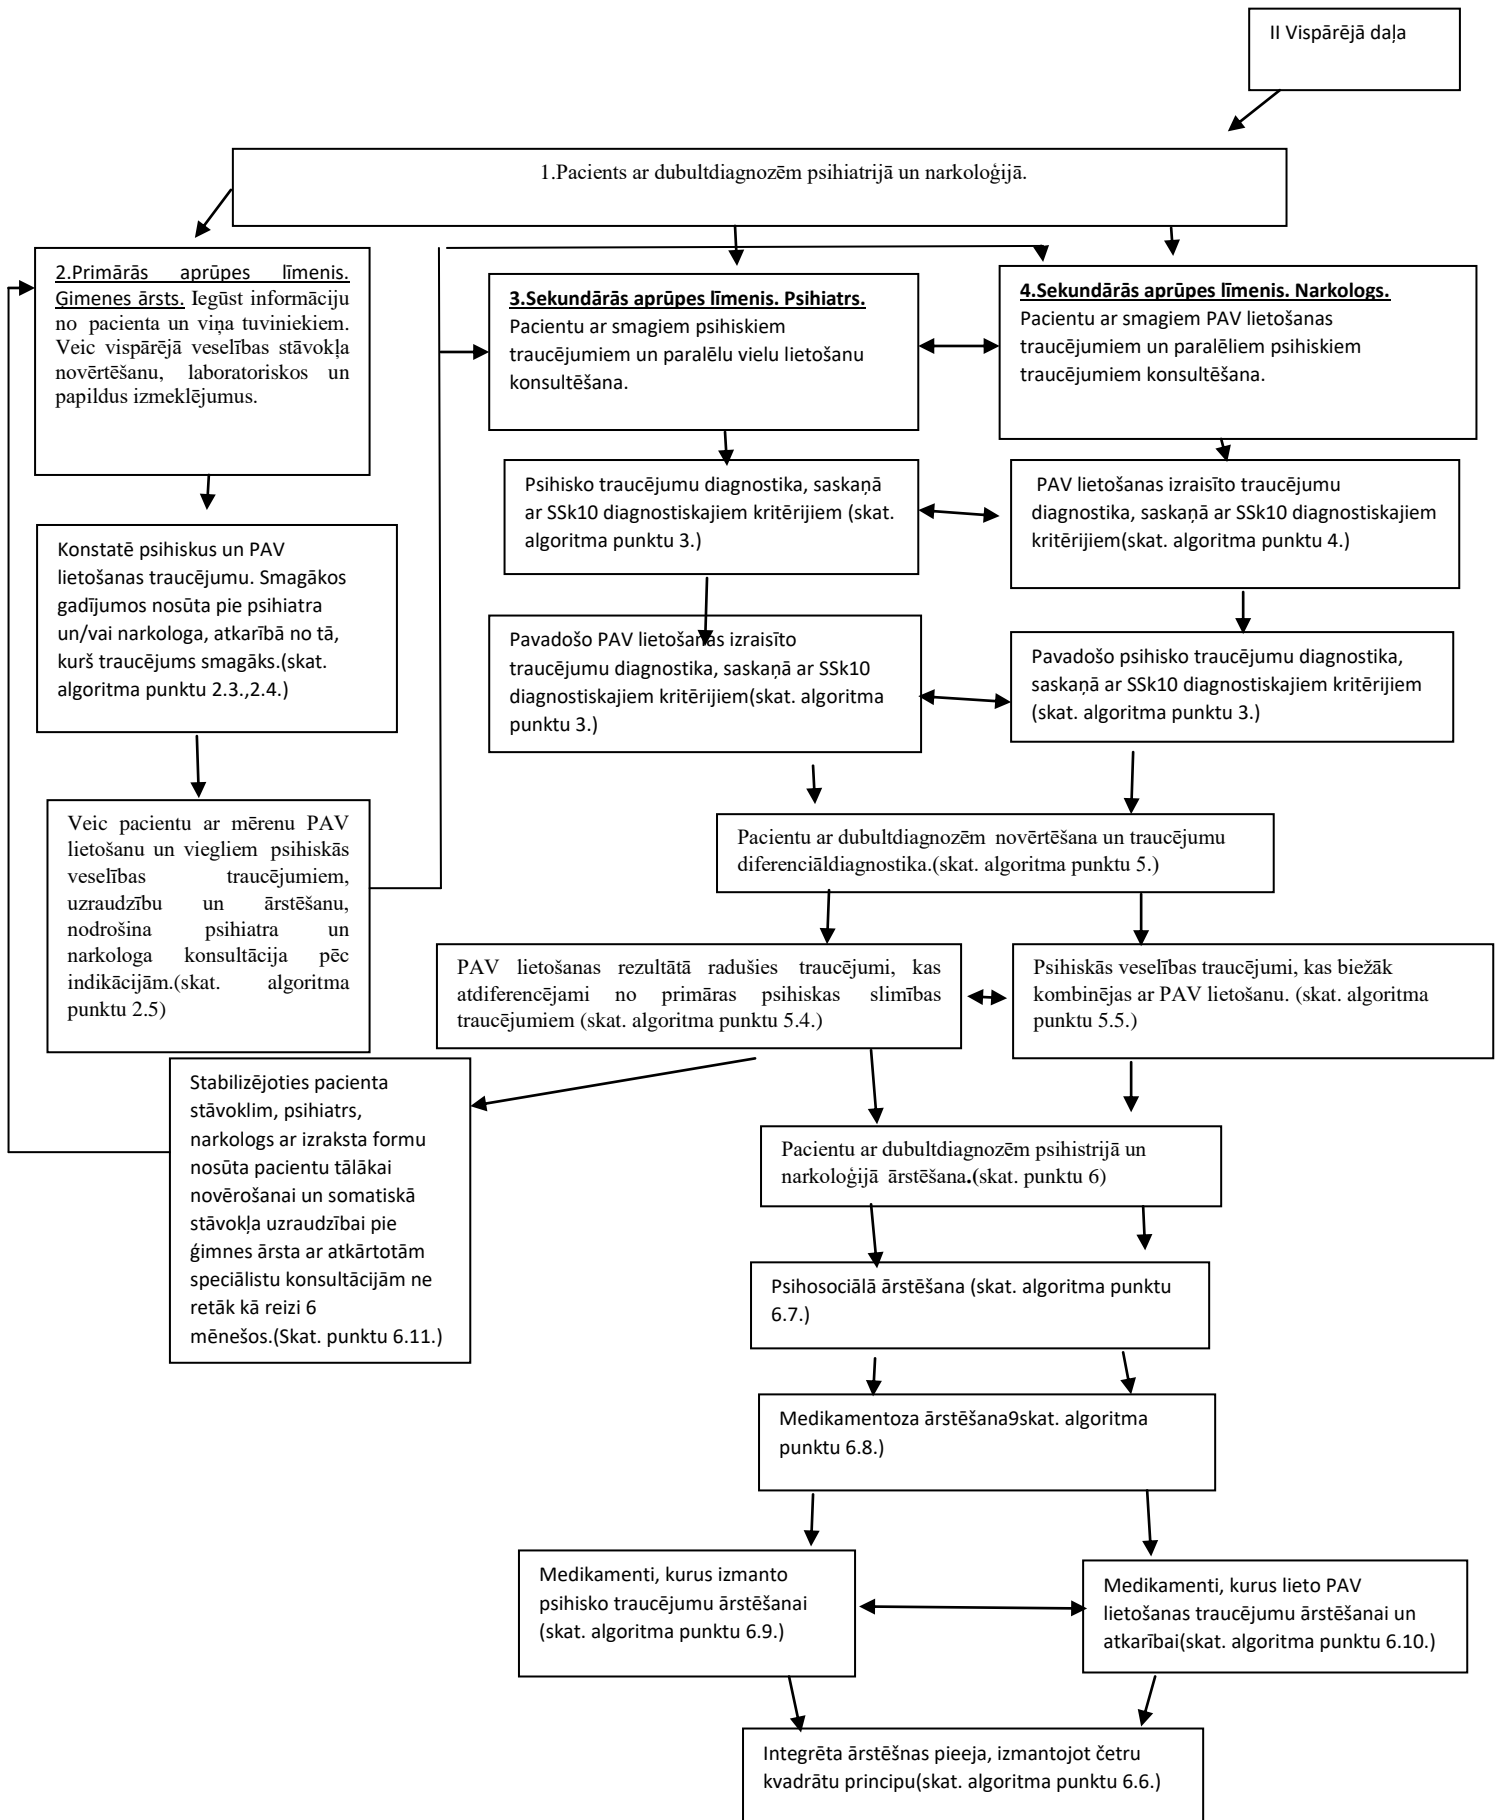 II Vispārējā daļa
1.Pacients ar dubultdiagnozēm psihiatrijā un narkoloģijā.
2.Primārās aprūpes līmenis.
Ģimenes ārsts. Iegūst informāciju
no pacienta un viņa tuviniekiem.
Veic vispārējā veselības stāvokļa
novērtēšanu, laboratoriskos un
papildus izmeklējumus.
3.Sekundārās aprūpes līmenis. Psihiatrs.
Pacientu ar smagiem psihiskiem
traucējumiem un paralēlu vielu lietošanu
konsultēšana.
4.Sekundārās aprūpes līmenis. Narkologs.
Pacientu ar smagiem PAV lietošanas
traucējumiem un paralēliem psihiskiem
traucējumiem konsultēšana.
Psihisko traucējumu diagnostika, saskaņā
ar SSk10 diagnostiskajiem kritērijiem (skat.
algoritma punktu 3.)
PAV lietošanas izraisīto traucējumu
diagnostika, saskaņā ar SSk10 diagnostiskajiem
kritērijiem(skat. algoritma punktu 4.)
Konstatē psihiskus un PAV
lietošanas traucējumu. Smagākos
gadījumos nosūta pie psihiatra
un/vai narkologa, atkarībā no tā,
kurš traucējums smagāks.(skat.
algoritma punktu 2.3.,2.4.)
Pavadošo PAV lietošanas izraisīto
traucējumu diagnostika, saskaņā ar SSk10
diagnostiskajiem kritērijiem(skat. algoritma
punktu 3.)
Pavadošo psihisko traucējumu diagnostika,
saskaņā ar SSk10 diagnostiskajiem kritērijiem
(skat. algoritma punktu 3.)
Veic pacientu ar mērenu PAV
lietošanu un viegliem psihiskās
veselības traucējumiem,
uzraudzību un ārstēšanu,
nodrošina psihiatra un
narkologa konsultācija pēc
indikācijām.(skat. algoritma
punktu 2.5)
Pacientu ar dubultdiagnozēm novērtēšana un traucējumu
diferenciāldiagnostika.(skat. algoritma punktu 5.)
PAV lietošanas rezultātā radušies traucējumi, kas
atdiferencējami no primāras psihiskas slimības
traucējumiem (skat. algoritma punktu 5.4.)
Psihiskās veselības traucējumi, kas biežāk
kombinējas ar PAV lietošanu. (skat. algoritma
punktu 5.5.)
Stabilizējoties pacienta
stāvoklim, psihiatrs,
narkologs ar izraksta formu
nosūta pacientu tālākai
novērošanai un somatiskā
stāvokļa uzraudzībai pie
ģimnes ārsta ar atkārtotām
speciālistu konsultācijām ne
retāk kā reizi 6
mēnešos.(Skat. punktu 6.11.)
Pacientu ar dubultdiagnozēm psihistrijā un
narkoloģijā ārstēšana.(skat. punktu 6)
Psihosociālā ārstēšana (skat. algoritma punktu
6.7.)
Medikamentoza ārstēšana9skat. algoritma
punktu 6.8.)
Medikamenti, kurus izmanto
psihisko traucējumu ārstēšanai
(skat. algoritma punktu 6.9.)
Medikamenti, kurus lieto PAV
lietošanas traucējumu ārstēšanai un
atkarībai(skat. algoritma punktu 6.10.)
Integrēta ārstēšnas pieeja, izmantojot četru
kvadrātu principu(skat. algoritma punktu 6.6.)